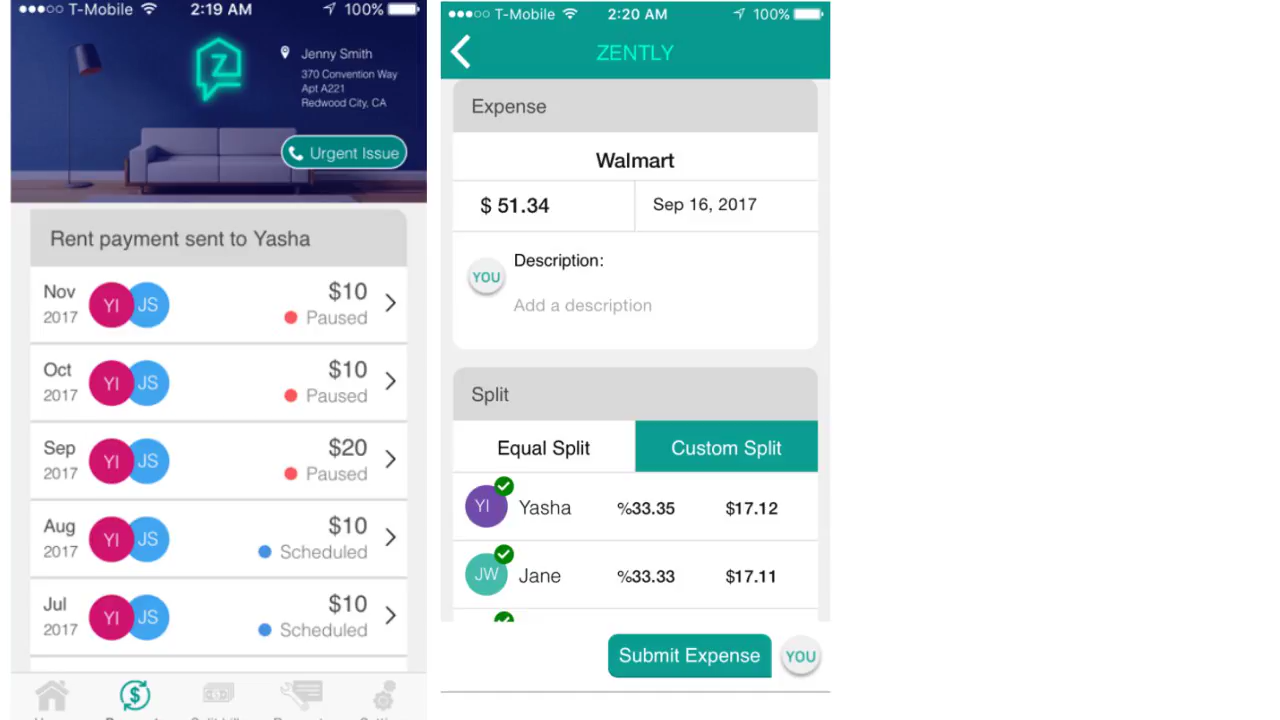 T-Mobile 2:19 AM 100%
Z
Jenny Smith
370 Convention Way
Apt A221
Redwood City, CA
Urgent Issue
Rent payment sent to Yasha
Nov YI JS $10
2017 Paused
Oct YI JS $10
2017 Paused
Sep YI JS $20
2017 Paused
Aug YI JS $10
2017 Scheduled
Jul YI JS $10
2017 Scheduled
T-Mobile 2:20 AM 100%
ZENTLY
Expense
Walmart
$ 51.34 Sep 16, 2017
YOU Description:
Add a description
Split
Equal Split Custom Split
YI Yasha %33.35 $17.12
JW Jane %33.33 $17.11
Submit Expense YOU